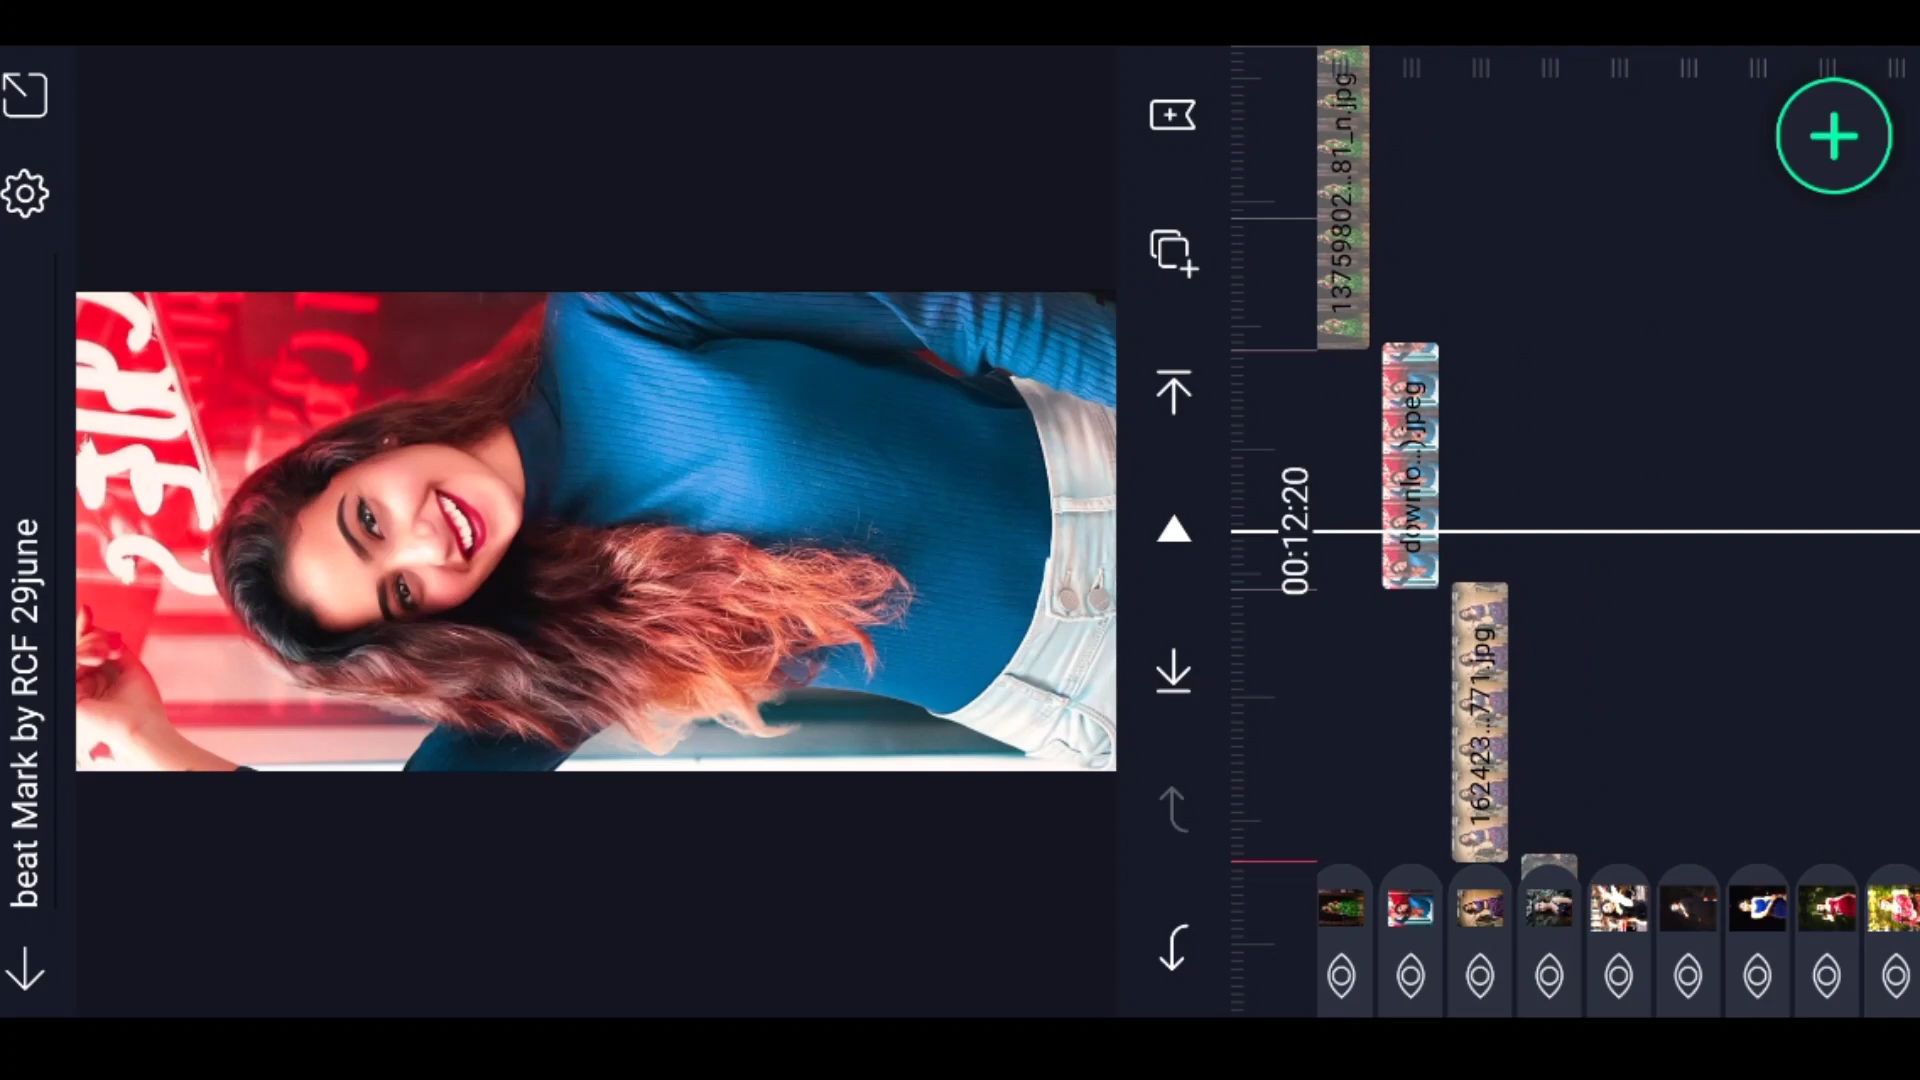 beat Mark by RCF 29june
00:12:20
13759802...81_n.jpg
downlo...).jpeg
162423...771.jpg